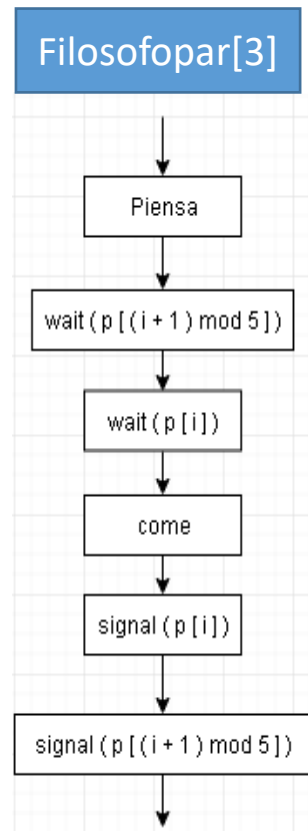 Filosofopar[3]
Piensa
wait ( p [ ( i + 1 ) mod 5 ] )
wait ( p [ i ] )
come
signal ( p [ i ] )
signal ( p [ ( i + 1 ) mod 5 ] )